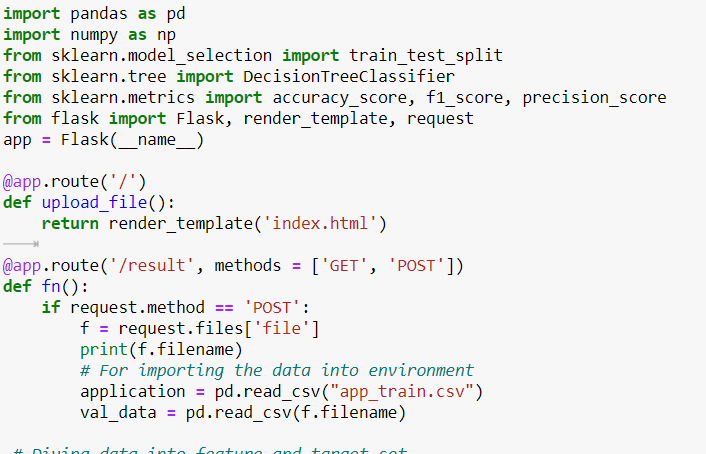 import pandas as pd
import numpy as np
from sklearn.model_selection import train_test_split
from sklearn.tree import DecisionTreeClassifier
from sklearn.metrics import accuracy_score, f1_score, precision_score
from flask import Flask, render_template, request
app = Flask(__name__)

@app.route('/')
def upload_file():
    return render_template('index.html')

@app.route('/result', methods = ['GET', 'POST'])
def fn():
    if request.method == 'POST':
        f = request.files['file']
        print(f.filename)
        # For importing the data into environment
        application = pd.read_csv("app_train.csv")
        val_data = pd.read_csv(f.filename)

 # Diving data into feature and target set